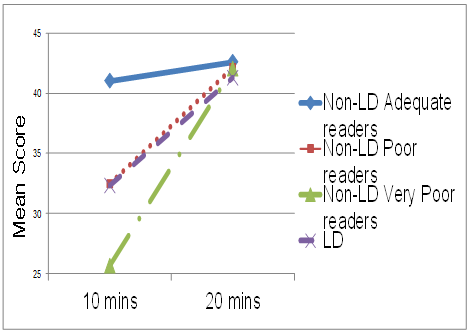 45
40
35
30
25
Mean Score
10 mins
20 mins
Non-LD Adequate
readers
Non-LD Poor
readers
Non-LD Very Poor
readers
LD